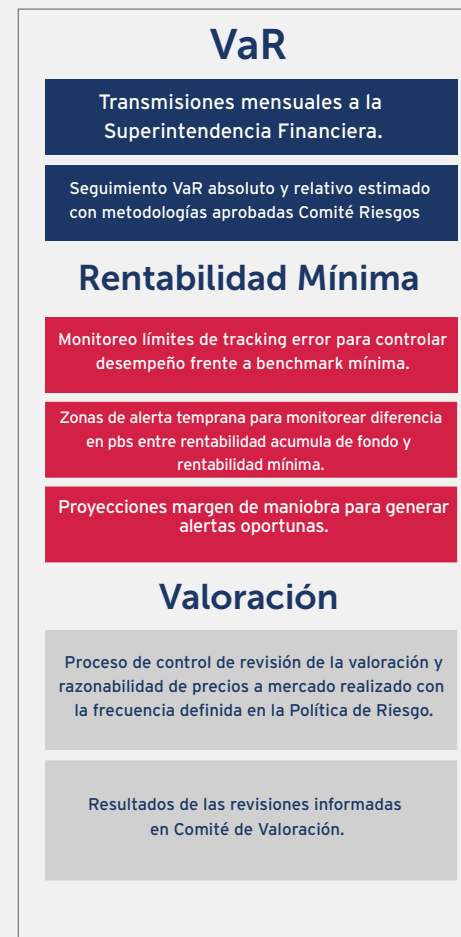 VaR
Transmisiones mensuales a la
Superintendencia Financiera.
Seguimiento VaR absoluto y relativo estimado
con metodologías aprobadas Comité Riesgos
Rentabilidad Mínima
Monitoreo límites de tracking error para controlar
desempeño frente a benchmark mínima.
Zonas de alerta temprana para monitorear diferencia
en pbs entre rentabilidad acumula de fondo y
rentabilidad mínima.
Proyecciones margen de maniobra para generar
alertas oportunas.
Valoración
Proceso de control de revisión de la valoración y
razonabilidad de precios a mercado realizado con
la frecuencia definida en la Política de Riesgo.
Resultados de las revisiones informadas
en Comité de Valoración.